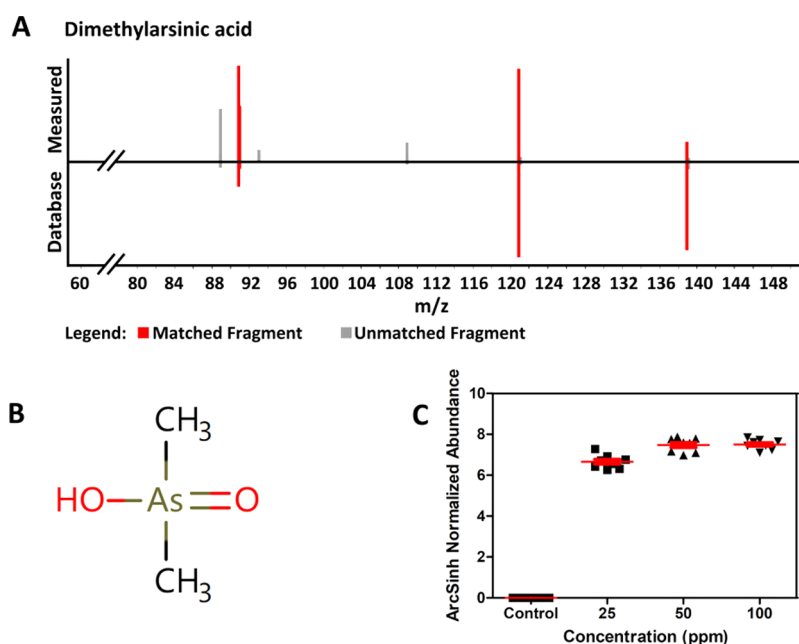 A Dimethylarsinic acid
Measured
Database
60 80 84 88 92 96 100 104 108 112 116 120 124 128 132 136 140 144 148
m/z
Legend: Matched Fragment Unmatched Fragment
B
CH3
HO As O
CH3
C
ArcSinh Normalized Abundance
10
8
6
4
2
0
Control 25 50 100
Concentration (ppm)